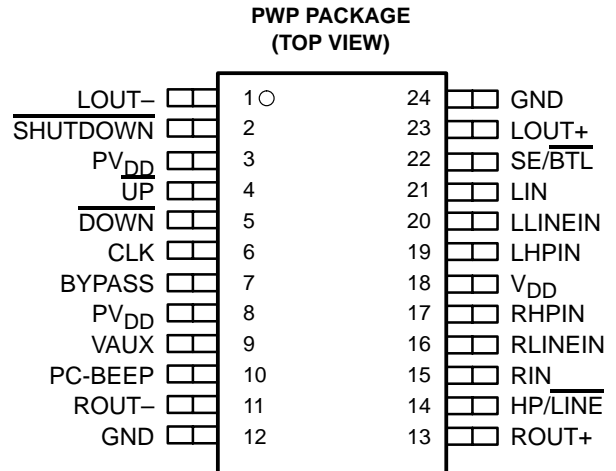 PWP PACKAGE
(TOP VIEW)
LOUT– 1 24 GND
SHUTDOWN 2 23 LOUT+
PVDD 3 22 SE/BTL
UP 4 21 LIN
DOWN 5 20 LLINEIN
CLK 6 19 LHPIN
BYPASS 7 18 VDD
PVDD 8 17 RHPIN
VAUX 9 16 RLINEIN
PC-BEEP 10 15 RIN
ROUT– 11 14 HP/LINE
GND 12 13 ROUT+